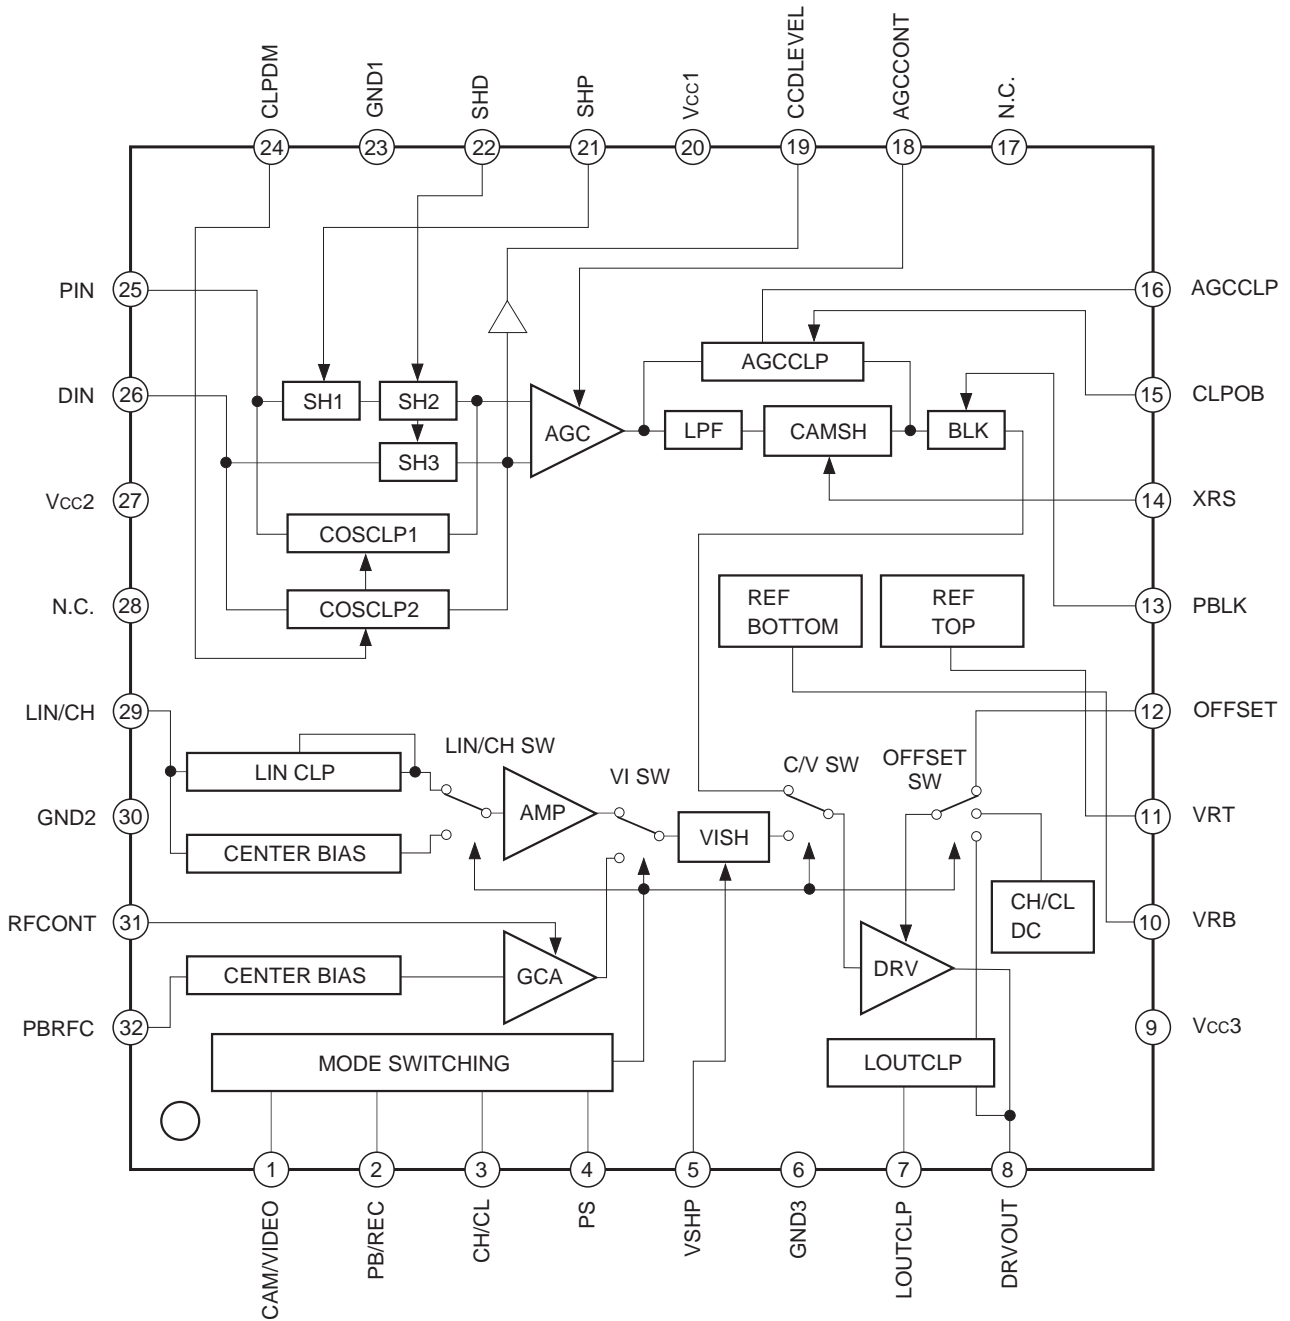 CLPDM
GND1
SHD
SHP
Vcc1
CCDLEVEL
AGCCONT
N.C.
24
23
22
21
20
19
18
17
PIN
25
16
AGCCLP
AGCCLP
DIN
26
15
CLPOB
SH1
SH2
AGC
LPF
CAMSH
BLK
SH3
Vcc2
27
14
XRS
COSCLP1
N.C.
28
COSCLP2
REF
BOTTOM
REF
TOP
13
PBLK
LIN/CH
29
12
OFFSET
LIN CLP
LIN/CH SW
VI SW
C/V SW
OFFSET
SW
GND2
30
AMP
VISH
11
VRT
CENTER BIAS
CH/CL
DC
RFCONT
31
10
VRB
CENTER BIAS
GCA
DRV
PBRFC
32
9
Vcc3
MODE SWITCHING
LOUTCLP
1
2
3
4
5
6
7
8
CAM/VIDEO
PB/REC
CH/CL
PS
VSHP
GND3
LOUTCLP
DRVOUT